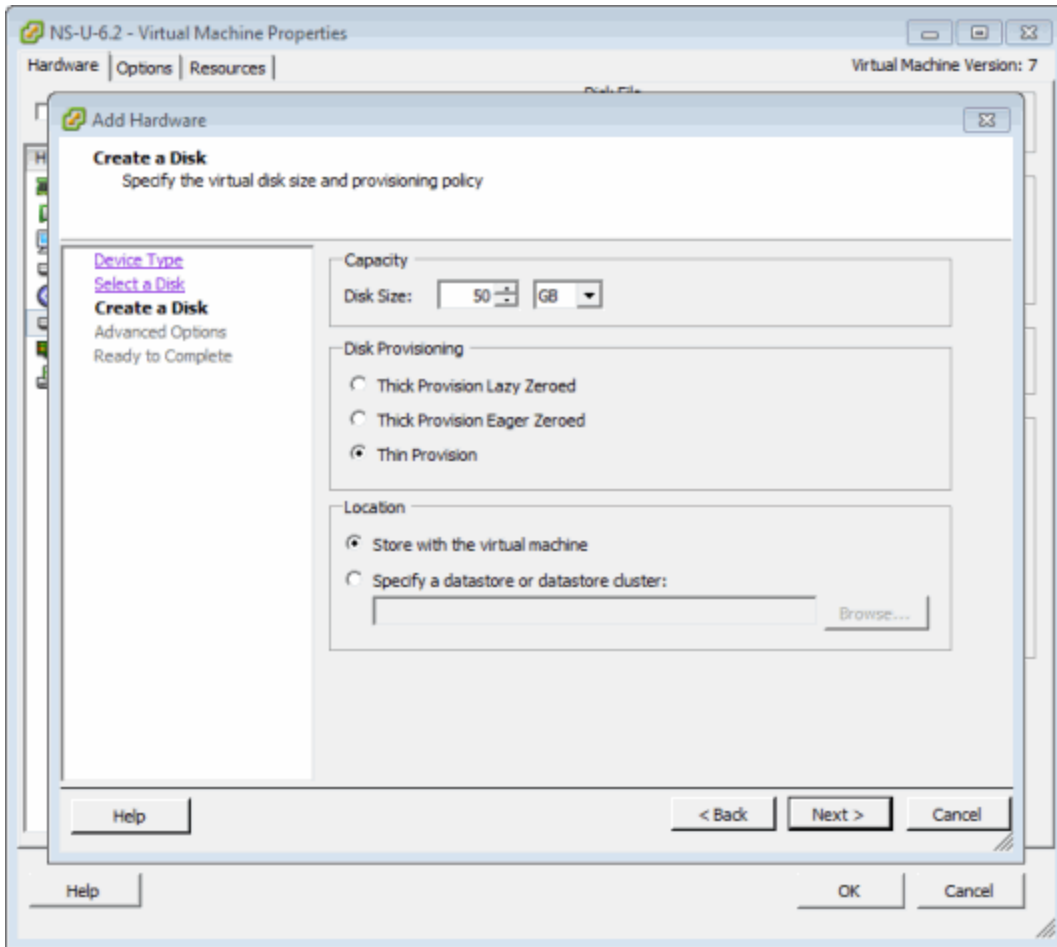 NS-U-6.2 - Virtual Machine Properties
Hardware Options Resources Virtual Machine Version: 7
Disk File
Add Hardware
Create a Disk
Specify the virtual disk size and provisioning policy
Device Type
Select a Disk
Create a Disk
Advanced Options
Ready to Complete
Capacity
Disk Size: 50 GB
Disk Provisioning
Thick Provision Lazy Zeroed
Thick Provision Eager Zeroed
Thin Provision
Location
Store with the virtual machine
Specify a datastore or datastore cluster:
Browse...
Help < Back Next > Cancel
Help OK Cancel